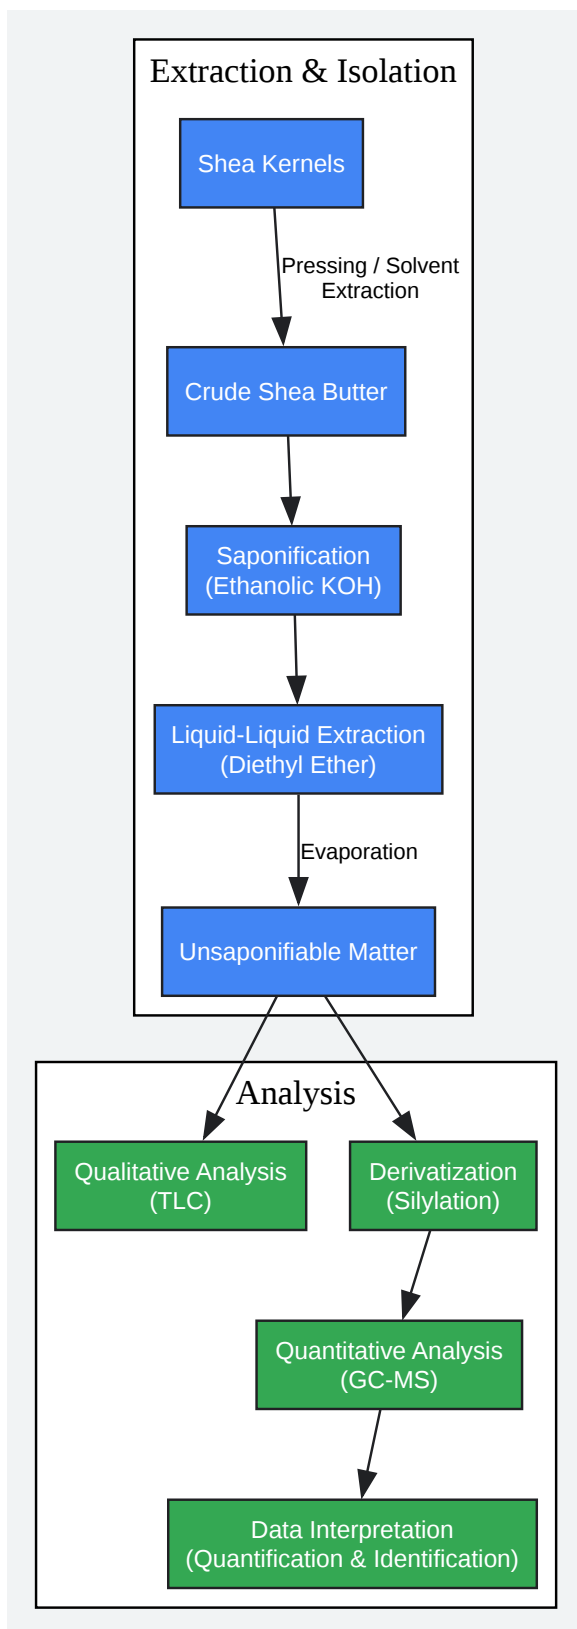 Extraction & Isolation
Shea Kernels
Pressing / Solvent
Extraction
Crude Shea Butter
Saponification
(Ethanolic KOH)
Liquid-Liquid Extraction
(Diethyl Ether)
Evaporation
Unsaponifiable Matter
Analysis
Qualitative Analysis
(TLC)
Derivatization
(Silylation)
Quantitative Analysis
(GC-MS)
Data Interpretation
(Quantification & Identification)